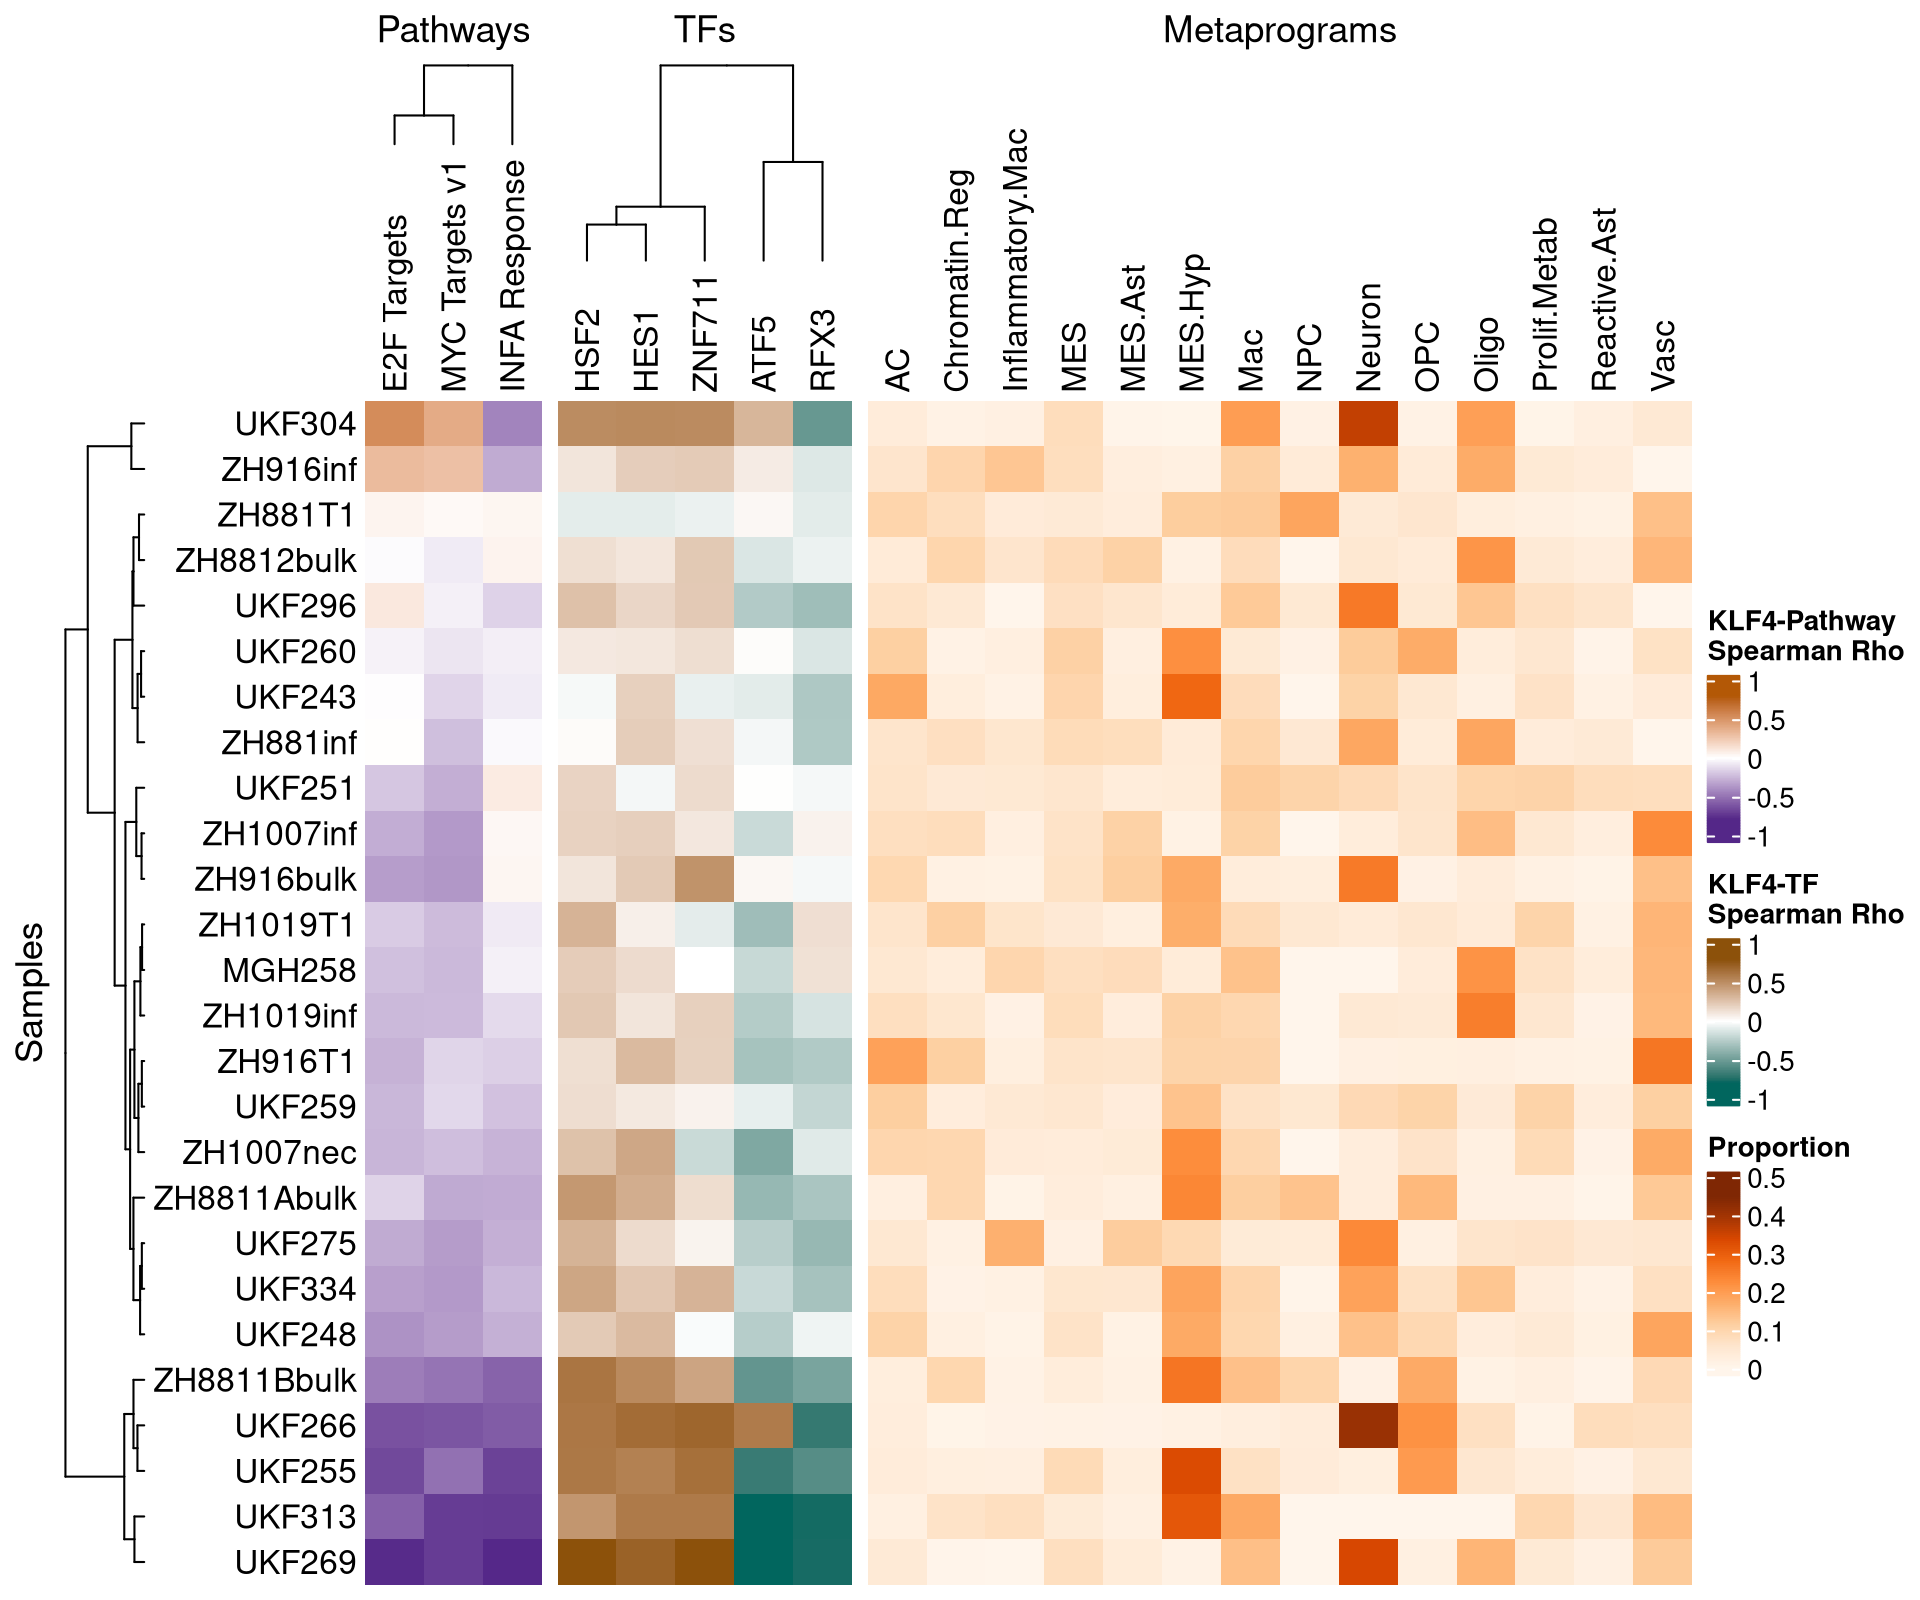 Pathways
TFs
Metaprograms
E2F Targets
MYC Targets v1
INFA Response
HSF2
HES1
ZNF711
ATF5
RFX3
AC
Chromatin.Reg
Inflammatory.Mac
MES
MES.Ast
MES.Hyp
Mac
NPC
Neuron
OPC
Oligo
Prolif.Metab
Reactive.Ast
Vasc
Samples
UKF304
ZH916inf
ZH881T1
ZH8812bulk
UKF296
UKF260
UKF243
ZH881inf
UKF251
ZH1007inf
ZH916bulk
ZH1019T1
MGH258
ZH1019inf
ZH916T1
UKF259
ZH1007nec
ZH8811Abulk
UKF275
UKF334
UKF248
ZH8811Bbulk
UKF266
UKF255
UKF313
UKF269
KLF4-Pathway
Spearman Rho
1
0.5
0
-0.5
-1
KLF4-TF
Spearman Rho
1
0.5
0
-0.5
-1
Proportion
0.5
0.4
0.3
0.2
0.1
0